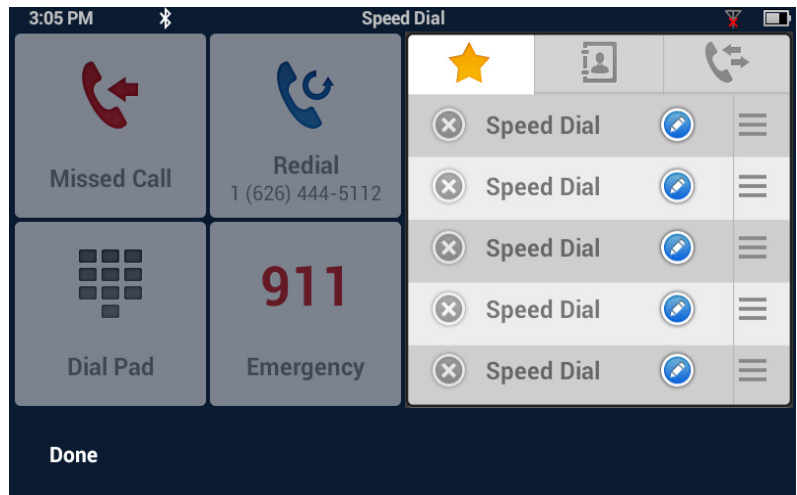 3:05 PM
Speed Dial
Missed Call
Redial
1 (626) 444-5112
Dial Pad
911
Emergency
Speed Dial
Speed Dial
Speed Dial
Speed Dial
Speed Dial
Done